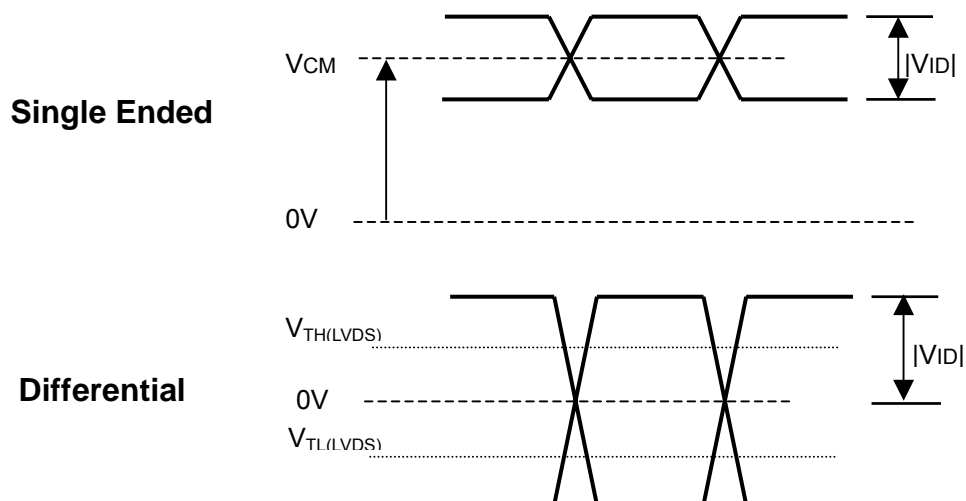 VCM
|VID|
Single Ended
0V
VTH(LVDS)
|VID|
Differential
0V
VTL(LVDS)